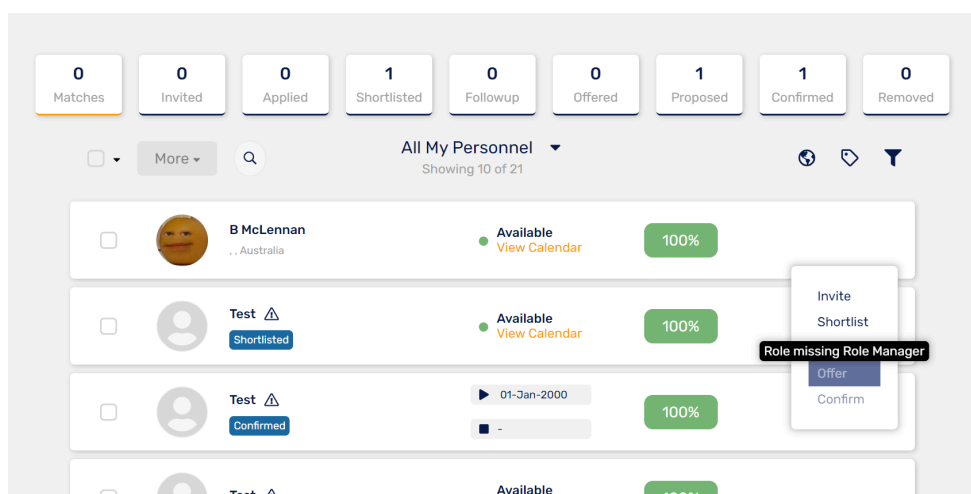 0
Matches
0
Invited
0
Applied
1
Shortlisted
0
Followup
0
Offered
1
Proposed
1
Confirmed
0
Removed
More
All My Personnel
Showing 10 of 21
B McLennan
, , Australia
Available
View Calendar
100%
Invite
Shortlist
Role missing Role Manager
Offer
Confirm
Test
Shortlisted
Available
View Calendar
100%
Test
Confirmed
01-Jan-2000
-
100%
Test
Available
100%